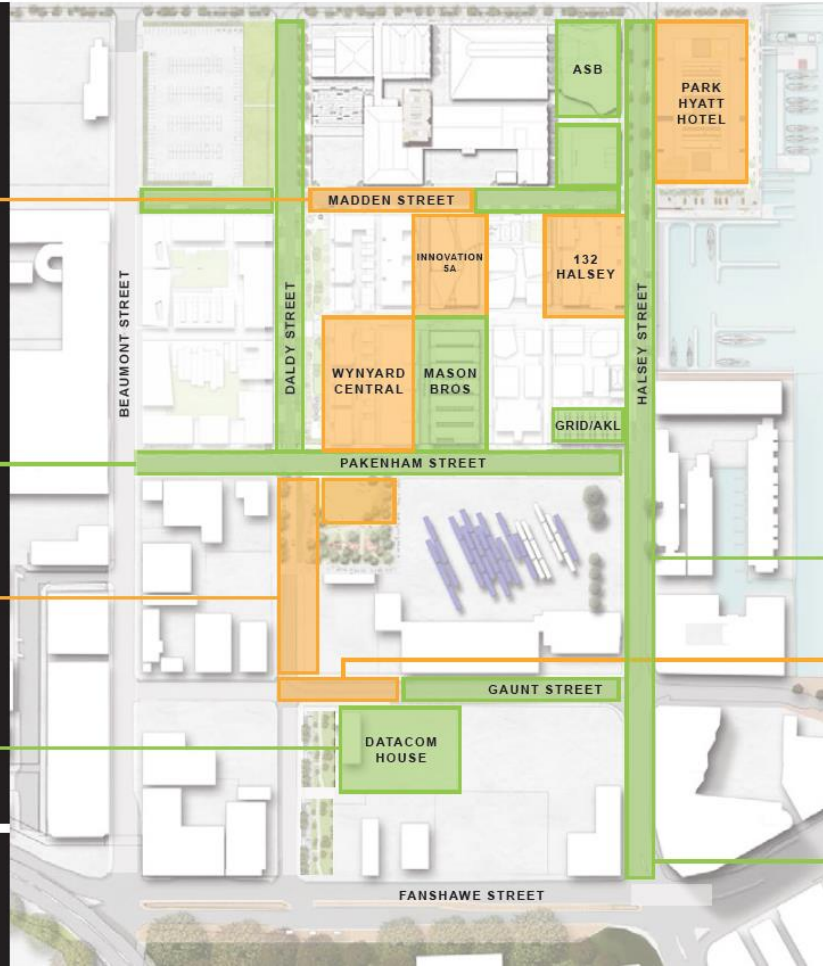 ASB
PARK
HYATT
HOTEL
MADDEN STREET
INNOVATION
5A
132
HALSEY
BEAUMONT STREET
DALDY STREET
HALSEY STREET
WYNYARD
CENTRAL
MASON
BROS
GRID/AKL
PAKENHAM STREET
GAUNT STREET
DATACOM
HOUSE
FANSHAWE STREET